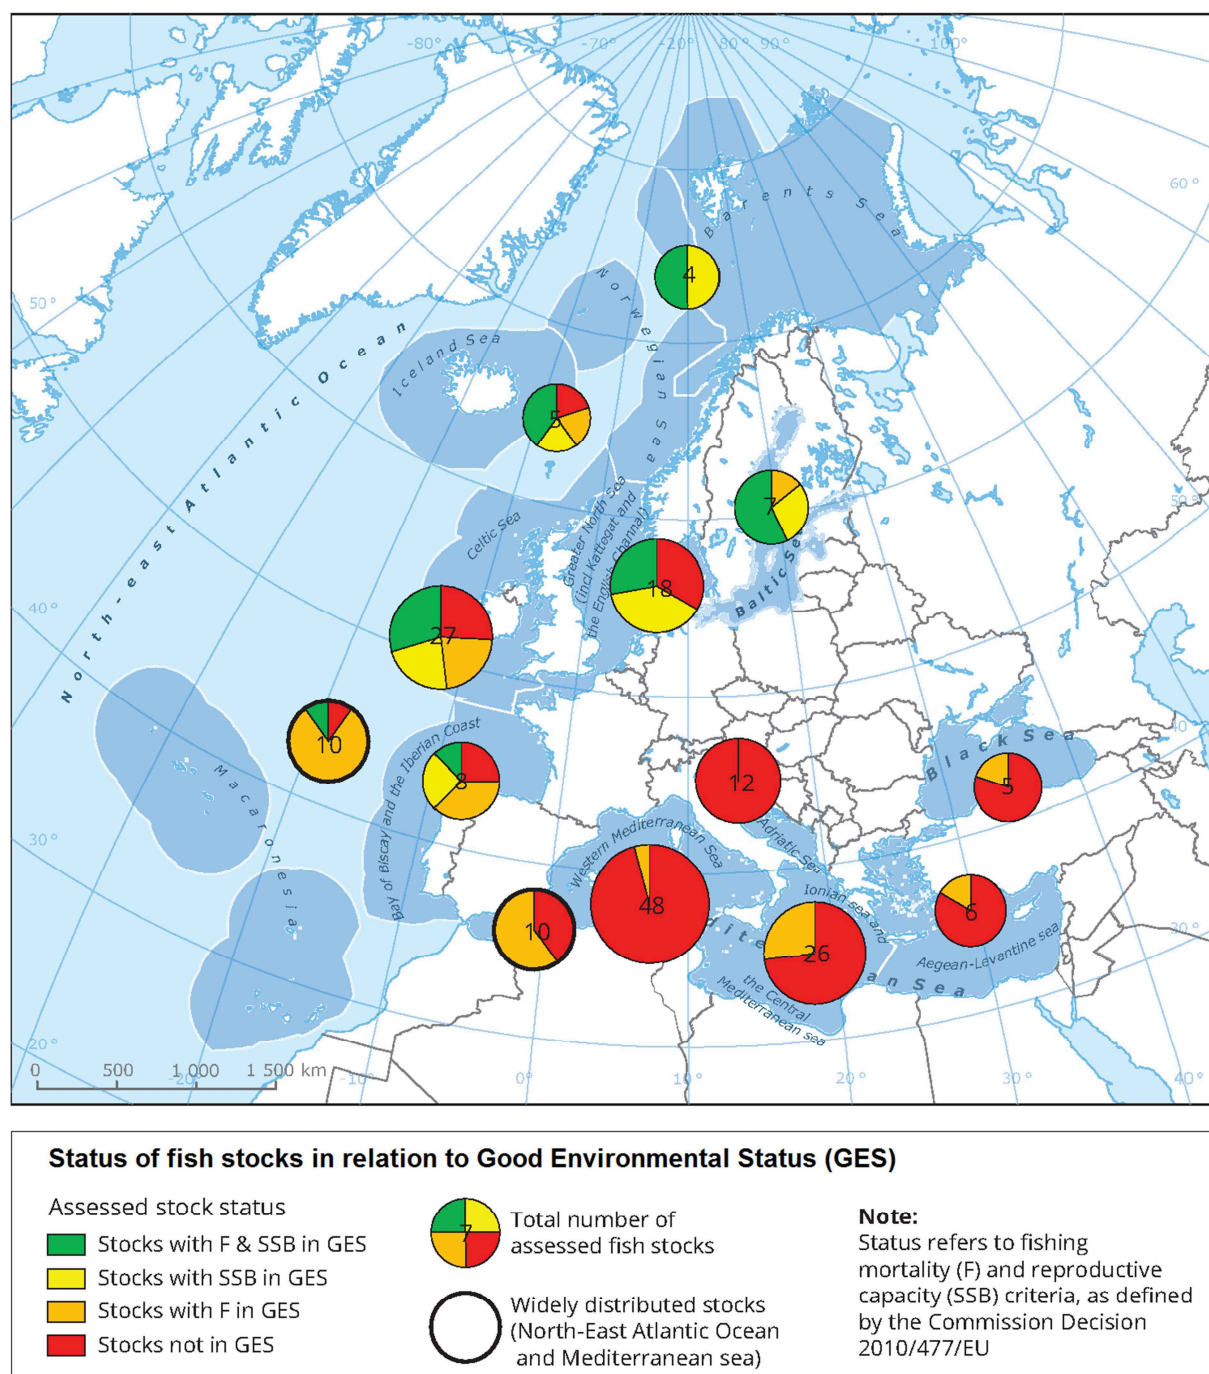 -80°
-70°
-20°
80°
90°
100°
60°
50°
50°
40°
40°
30°
30°
20°
-20°
-10°
0°
10°
20°
30°
40°
Barents Sea
4
Norwegian Sea
Iceland Sea
5
North-east Atlantic Ocean
7
Baltic Sea
Celtic Sea
Greater North Sea
(incl Kattegat and
the English Channal)
18
27
10
Macaronesia
Bay of Biscay and the Iberian Coast
8
12
Black Sea
5
Western Mediterranean Sea
Adriatic Sea
10
48
Ionian sea and
the Central
Mediterranean sea
26
6
Aegean-Levantine sea
an Sea
0 500 1 000 1 500 km
Status of fish stocks in relation to Good Environmental Status (GES)
Assessed stock status
Stocks with F & SSB in GES
Stocks with SSB in GES
Stocks with F in GES
Stocks not in GES
7
Total number of
assessed fish stocks
Widely distributed stocks
(North-East Atlantic Ocean
and Mediterranean sea)
Note:
Status refers to fishing
mortality (F) and reproductive
capacity (SSB) criteria, as defined
by the Commission Decision
2010/477/EU